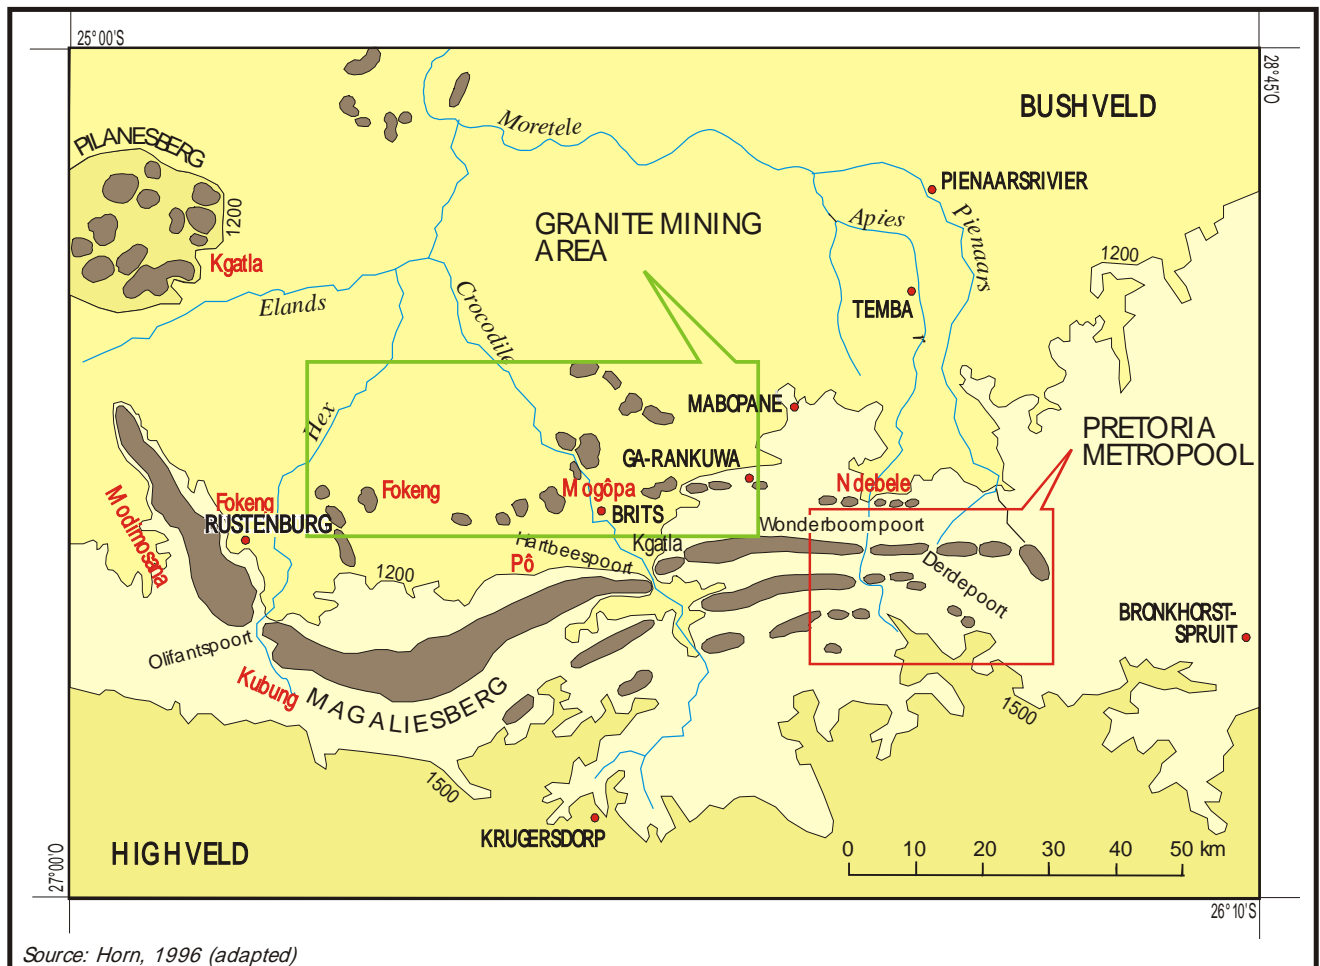 25°00'S
28°45'O
BUSHVELD
Moretele
PILANESBERG
PIENAARSRIVIER
1200
Apies
Pienaars
GRANITE MINING
AREA
1200
Kgatla
Elands
Crocodile
TEMBA
r
Hex
MABOPANE
PRETORIA
METROPOOL
GA-RANKUWA
Modimosana
Fokeng
Fokeng
Mogôpa
Ndebele
RUSTENBURG
BRITS
Wonderboompoort
Hartbeespoort
Kgatla
Pô
1200
Derdepoort
BRONKHORST-
SPRUIT
Olifantspoort
Kubung
MAGALIESBERG
1500
1500
KRUGERSDORP
HIGHVELD
0 10 20 30 40 50 km
27°00'O
26°10'S
Source: Horn, 1996 (adapted)